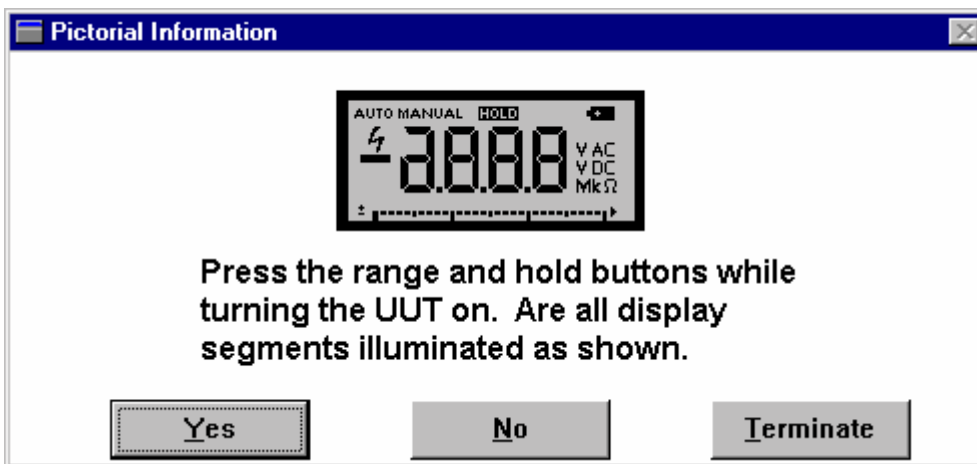 Pictorial Information
AUTO MANUAL HOLD
8.8.8.8
V AC
V DC
MkΩ
±
Press the range and hold buttons while
turning the UUT on. Are all display
segments illuminated as shown.
Yes No Terminate